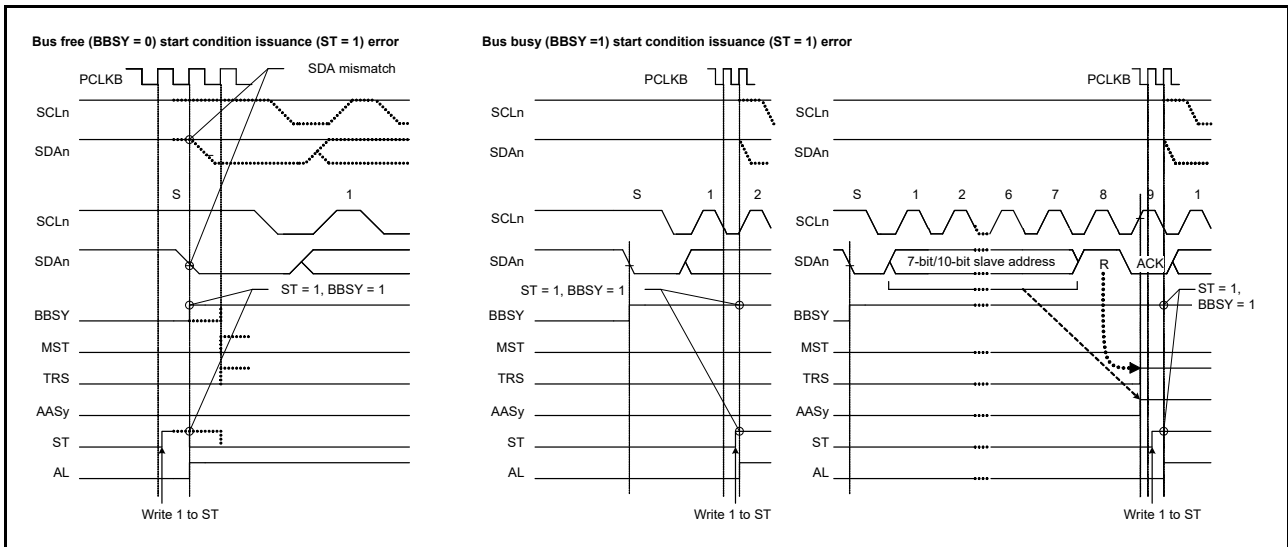 Bus free (BBSY = 0) start condition issuance (ST = 1) error
PCLKB
SDA mismatch
SCLn
SDAn
S 1
SCLn
SDAn
ST = 1, BBSY = 1
BBSY
MST
TRS
AASy
ST
AL
Write 1 to ST
Bus busy (BBSY =1) start condition issuance (ST = 1) error
PCLKB
SCLn
SDAn
S 1 2
SCLn
SDAn
ST = 1, BBSY = 1
BBSY
MST
TRS
AASy
ST
AL
Write 1 to ST
PCLKB
SCLn
SDAn
S 1 2 6 7 8 9 1
SCLn
SDAn
7-bit/10-bit slave address R ACK
ST = 1,
BBSY = 1
BBSY
MST
TRS
AASy
ST
AL
Write 1 to ST